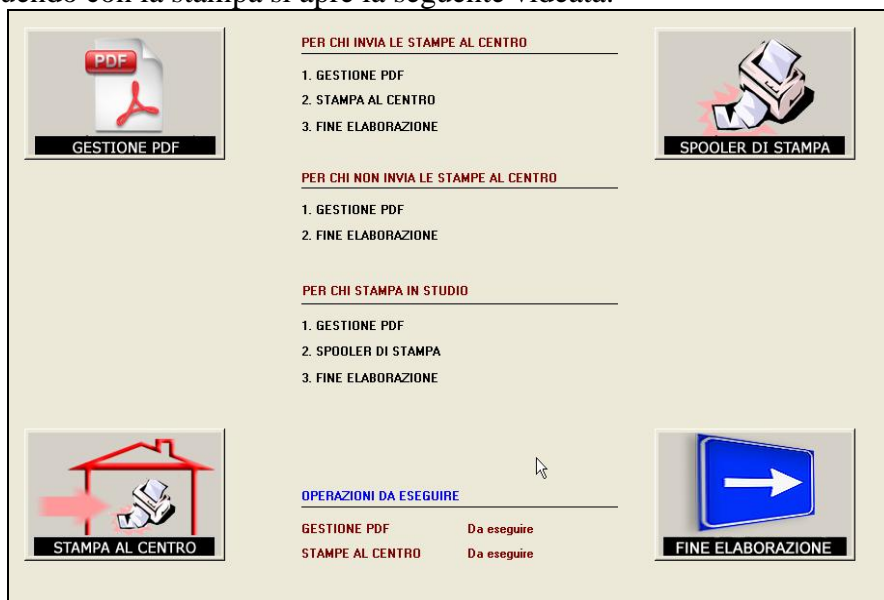 dendo con la stampa si apre la seguente videata:
PDF
GESTIONE PDF
PER CHI INVIA LE STAMPE AL CENTRO
1. GESTIONE PDF
2. STAMPA AL CENTRO
3. FINE ELABORAZIONE
SPOOLER DI STAMPA
PER CHI NON INVIA LE STAMPE AL CENTRO
1. GESTIONE PDF
2. FINE ELABORAZIONE
PER CHI STAMPA IN STUDIO
1. GESTIONE PDF
2. SPOOLER DI STAMPA
3. FINE ELABORAZIONE
STAMPA AL CENTRO
OPERAZIONI DA ESEGUIRE
GESTIONE PDF Da eseguire
STAMPE AL CENTRO Da eseguire
FINE ELABORAZIONE